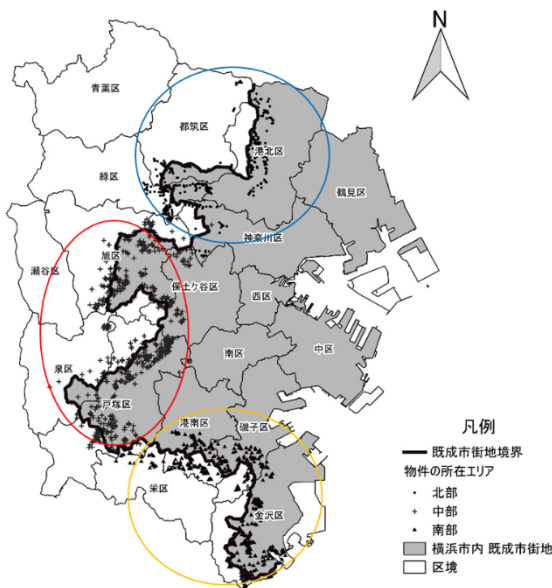 N
青葉区
都筑区
港北区
緑区
鶴見区
神奈川区
旭区
瀬谷区
保土ケ谷区
西区
中区
南区
泉区
戸塚区
港南区
磯子区
栄区
金沢区
凡例
既成市街地境界
物件の所在エリア
北部
中部
南部
横浜市内 既成市街地
区境